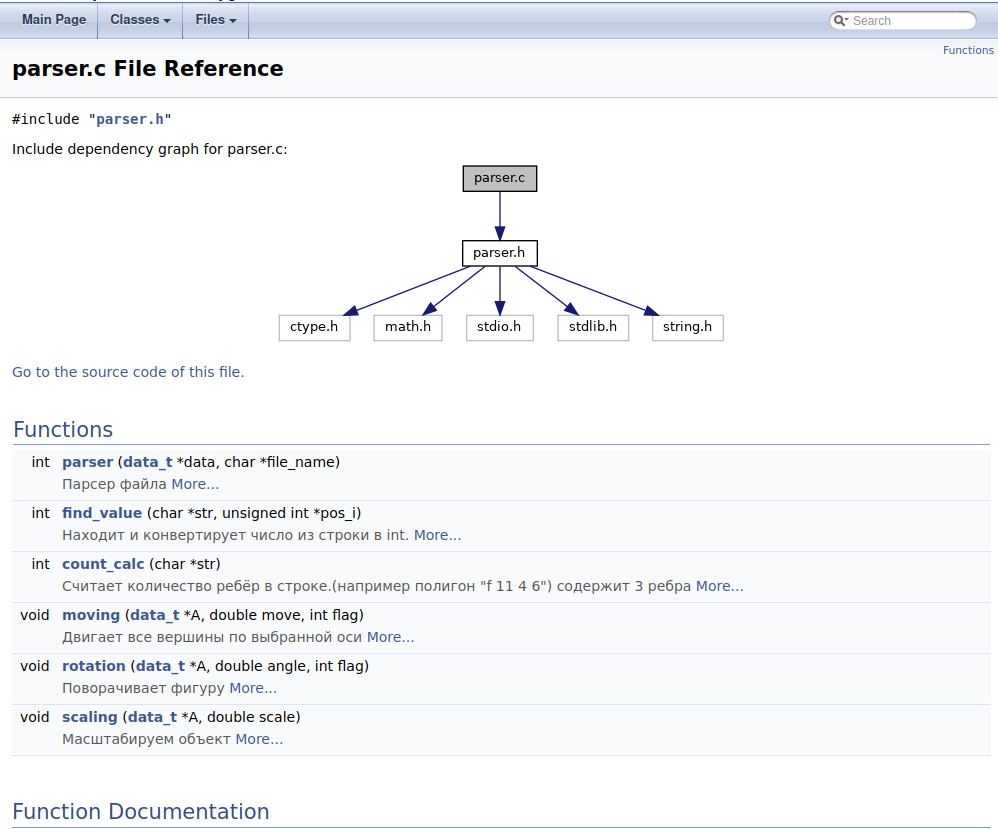 Main Page Classes Files Search
Functions
parser.c File Reference
#include "parser.h"
Include dependency graph for parser.c:
parser.c
parser.h
ctype.h math.h stdio.h stdlib.h string.h
Go to the source code of this file.
Functions
int parser (data_t *data, char *file_name)
Парсер файла More...
int find_value (char *str, unsigned int *pos_i)
Находит и конвертирует число из строки в int. More...
int count_calc (char *str)
Считает количество ребёр в строке.(например полигон "f 11 4 6") содержит 3 ребра More...
void moving (data_t *A, double move, int flag)
Двигает все вершины по выбранной оси More...
void rotation (data_t *A, double angle, int flag)
Поворачивает фигуру More...
void scaling (data_t *A, double scale)
Масштабируем объект More...
Function Documentation